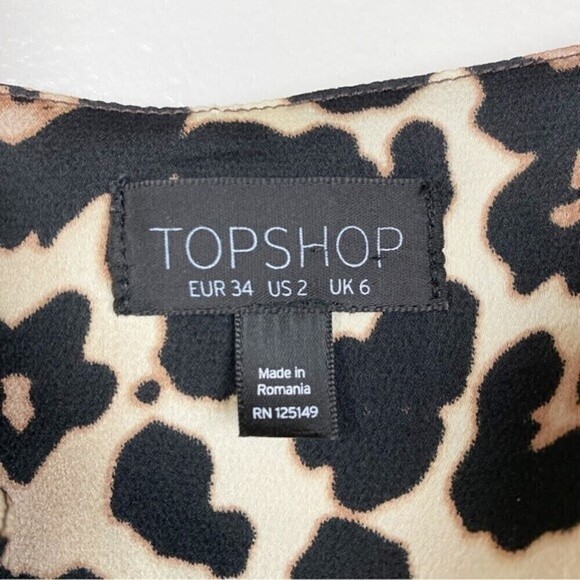 TOPSHOP
EUR 34 US 2 UK 6
Made in
Romania
RN 125149